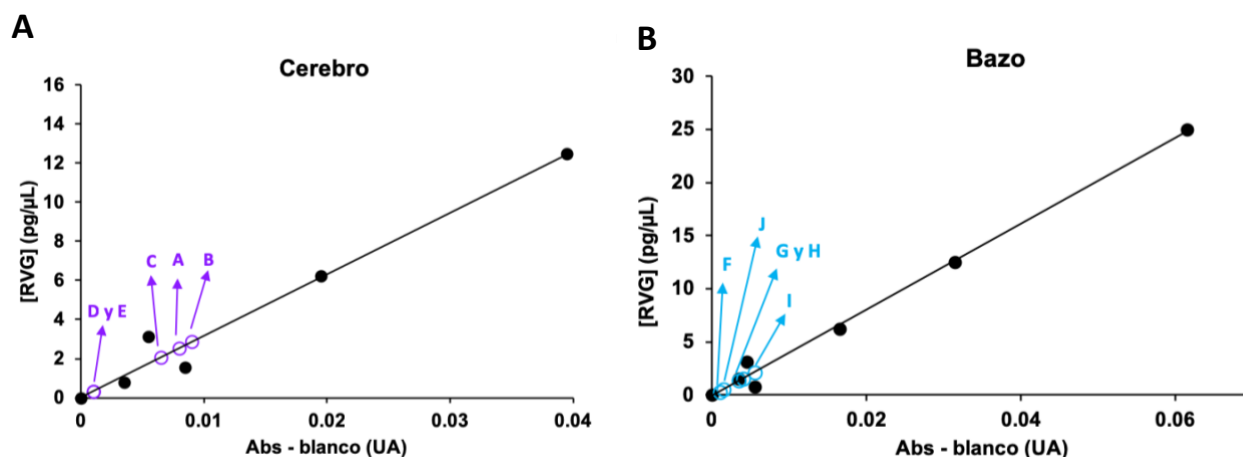 A
Cerebro
[RVG] (pg/µL)
16
14
12
10
8
6
4
2
0
C
A
B
D y E
0
0.01
0.02
0.03
0.04
Abs - blanco (UA)
B
Bazo
[RVG] (pg/µL)
30
25
20
15
10
5
0
J
F
G y H
I
0
0.02
0.04
0.06
Abs - blanco (UA)